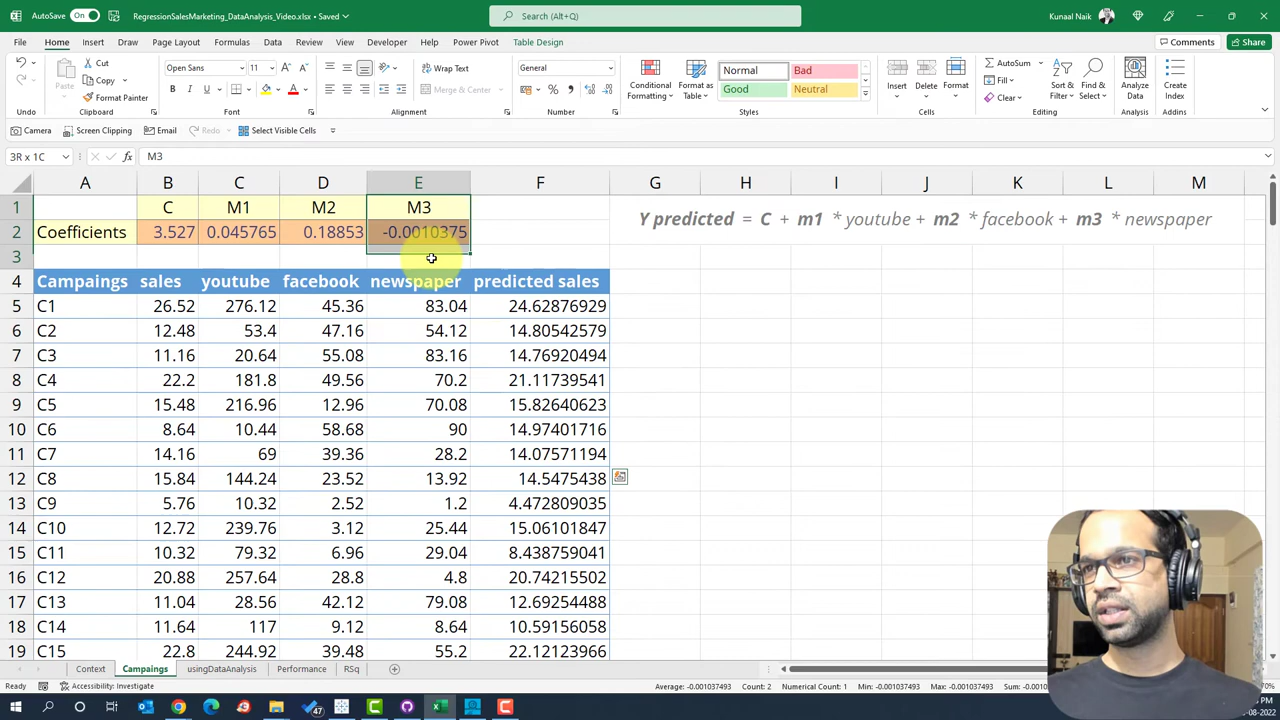 AutoSave On RegressionSalesMarketing_DataAnalysis_Video.xlsx • Saved Search (Alt+Q) Kunaal Naik
File Home Insert Draw Page Layout Formulas Data Review View Developer Help Power Pivot Table Design Comments Share
Cut Open Sans 11 Wrap Text General Normal Bad AutoSum
Copy Fill
Paste Format Painter Merge & Center Conditional Formatting Format as Table Good Neutral Insert Delete Format Clear Sort & Filter Find & Select Analyze Data Create Index
Undo Clipboard Font Alignment Number Styles Cells Editing Analysis Addins
Camera Screen Clipping Email Redo Select Visible Cells
3R x 1C fx M3
A B C D E F G H I J K L M
1 C M1 M2 M3
Y predicted = C + m1 * youtube + m2 * facebook + m3 * newspaper
2 Coefficients 3.527 0.045765 0.18853 -0.0010375
3
4 Campaings sales youtube facebook newspaper predicted sales
5 C1 26.52 276.12 45.36 83.04 24.62876929
6 C2 12.48 53.4 47.16 54.12 14.80542579
7 C3 11.16 20.64 55.08 83.16 14.76920494
8 C4 22.2 181.8 49.56 70.2 21.11739541
9 C5 15.48 216.96 12.96 70.08 15.82640623
10 C6 8.64 10.44 58.68 90 14.97401716
11 C7 14.16 69 39.36 28.2 14.07571194
12 C8 15.84 144.24 23.52 13.92 14.5475438
13 C9 5.76 10.32 2.52 1.2 4.472809035
14 C10 12.72 239.76 3.12 25.44 15.06101847
15 C11 10.32 79.32 6.96 29.04 8.438759041
16 C12 20.88 257.64 28.8 4.8 20.74215502
17 C13 11.04 28.56 42.12 79.08 12.69254488
18 C14 11.64 117 9.12 8.64 10.59156058
19 C15 22.8 244.92 39.48 55.2 22.12123966
Context Campaings usingDataAnalysis Performance RSq
Ready Accessibility: Investigate Average: -0.001037493 Count: 2 Numerical Count: 1 Min: -0.001037493 Max: -0.001037493 Sum:
47